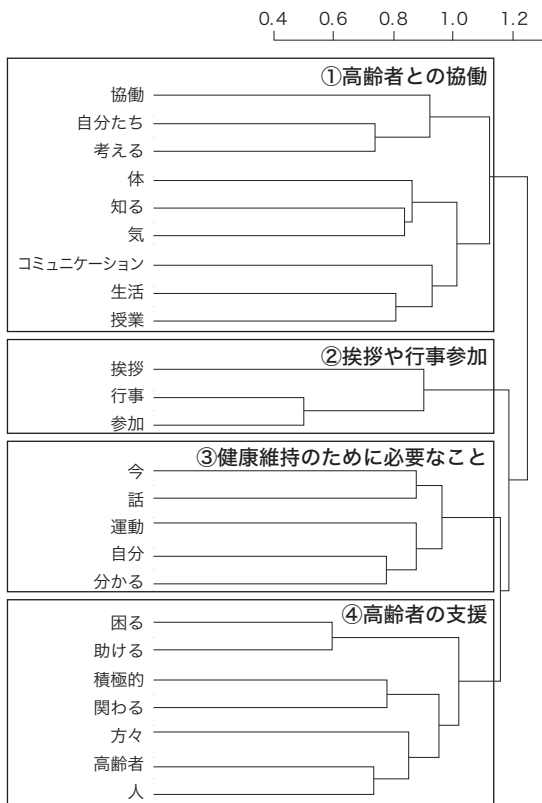 0.4 0.6 0.8 1.0 1.2
①高齢者との協働
協働
自分たち
考える
体
知る
気
コミュニケーション
生活
授業
②挨拶や行事参加
挨拶
行事
参加
③健康維持のために必要なこと
今
話
運動
自分
分かる
④高齢者の支援
困る
助ける
積極的
関わる
方々
高齢者
人